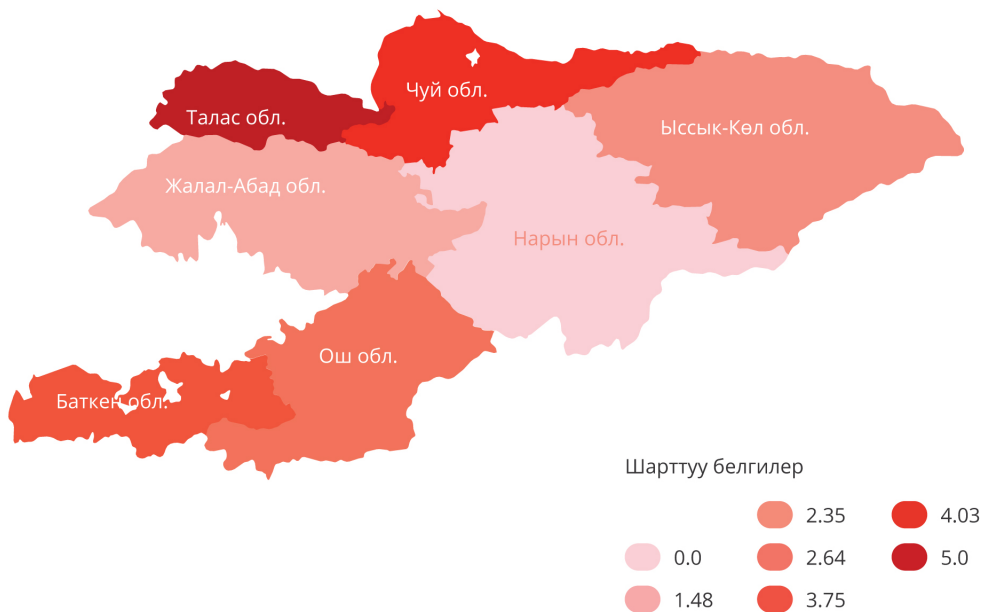 Чуй обл.
Талас обл.
Ыссык-Көл обл.
Жалал-Абад обл.
Нарын обл.
Ош обл.
Баткен обл.
Шарттуу белгилер
2.35
4.03
0.0
2.64
5.0
1.48
3.75